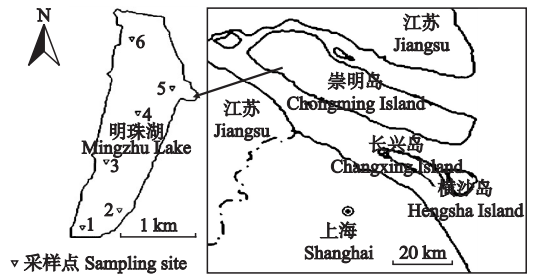 N
6
5
4
明珠湖
Mingzhu Lake
3
2
1
1 km
▽ 采样点 Sampling site
江苏
Jiangsu
崇明岛
Chongming Island
江苏
Jiangsu
长兴岛
Changxing Island
横沙岛
Hengsha Island
上海
Shanghai
20 km